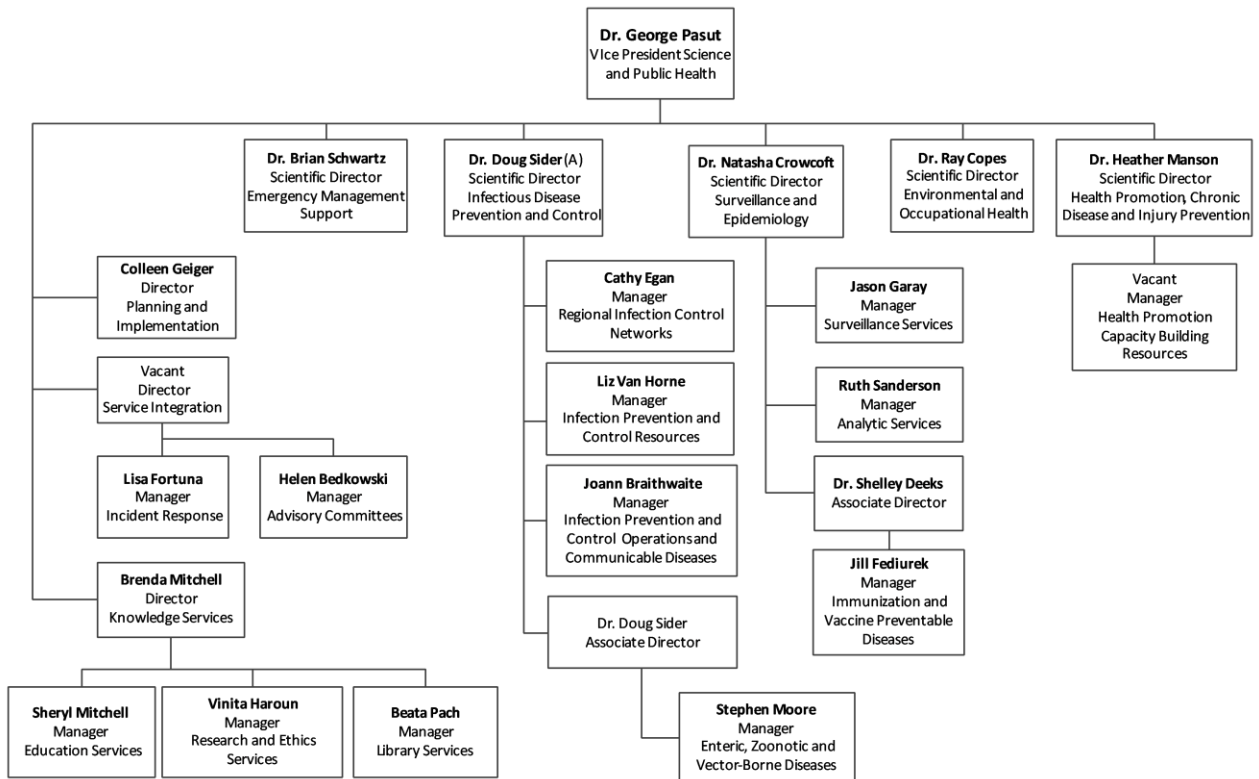 Dr. George Pasut
VIce President Science
and Public Health
Dr. Brian Schwartz
Scientific Director
Emergency Management
Support
Dr. Doug Sider (A)
Scientific Director
Infectious Disease
Prevention and Control
Dr. Natasha Crowcoft
Scientific Director
Surveillance and
Epidemiology
Dr. Ray Copes
Scientific Director
Environmental and
Occupational Health
Dr. Heather Manson
Scientific Director
Health Promotion, Chronic
Disease and Injury Prevention
Colleen Geiger
Director
Planning and
Implementation
Vacant
Director
Service Integration
Lisa Fortuna
Manager
Incident Response
Helen Bedkowski
Manager
Advisory Committees
Brenda Mitchell
Director
Knowledge Services
Sheryl Mitchell
Manager
Education Services
Vinita Haroun
Manager
Research and Ethics
Services
Beata Pach
Manager
Library Services
Cathy Egan
Manager
Regional Infection Control
Networks
Liz Van Horne
Manager
Infection Prevention and
Control Resources
Joann Braithwaite
Manager
Infection Prevention and
Control Operations and
Communicable Diseases
Dr. Doug Sider
Associate Director
Stephen Moore
Manager
Enteric, Zoonotic and
Vector-Borne Diseases
Jason Garay
Manager
Surveillance Services
Ruth Sanderson
Manager
Analytic Services
Dr. Shelley Deeks
Associate Director
Jill Fediurek
Manager
Immunization and
Vaccine Preventable
Diseases
Vacant
Manager
Health Promotion
Capacity Building
Resources